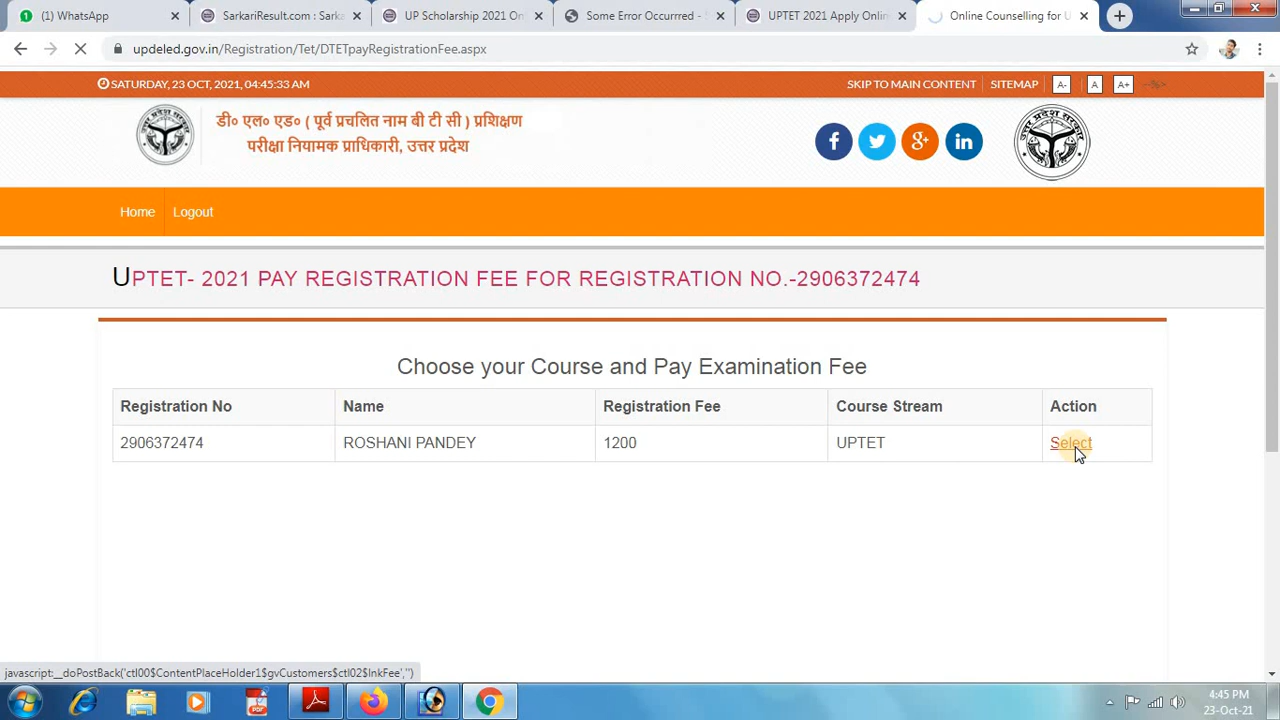 (1) WhatsApp
SarkariResult.com : Sarka
UP Scholarship 2021 On
Some Error Occurrred - S
UPTET 2021 Apply Onlin
Online Counselling for U
updeled.gov.in/Registration/Tet/DTETpayRegistrationFee.aspx
SATURDAY, 23 OCT, 2021, 04:45:33 AM
SKIP TO MAIN CONTENT
SITEMAP
A-
A
A+
डी० एल० एड० ( पूर्व प्रचलित नाम बी टी सी ) प्रशिक्षण
परीक्षा नियामक प्राधिकारी, उत्तर प्रदेश
Home
Logout
UPTET- 2021 PAY REGISTRATION FEE FOR REGISTRATION NO.-2906372474
Choose your Course and Pay Examination Fee
Registration No Name Registration Fee Course Stream Action
2906372474 ROSHANI PANDEY 1200 UPTET Select
javascript:__doPostBack('ctl00$ContentPlaceHolder1$gvCustomers$ctl02$lnkFee','')
4:45 PM
23-Oct-21